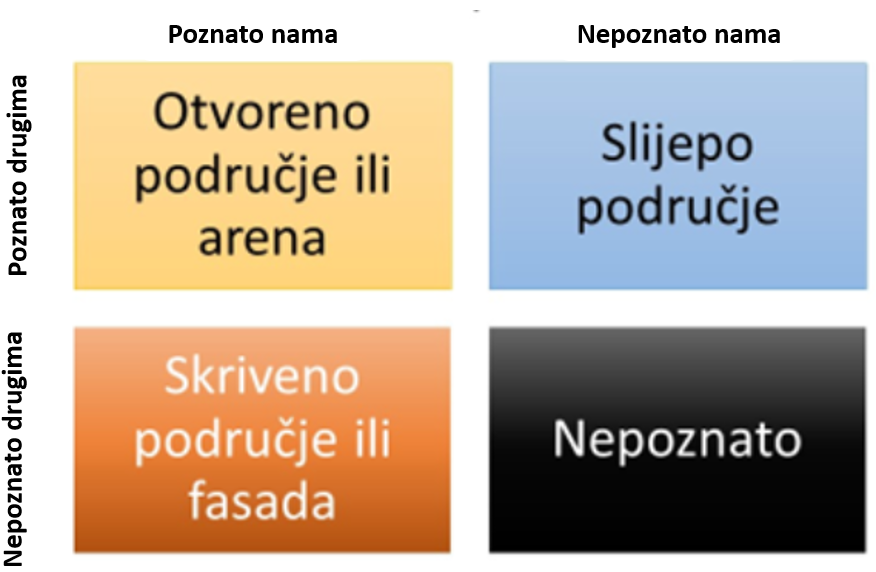 Poznato nama
Nepoznato nama
Poznato drugima
Otvoreno
područje ili
arena
Slijepo
područje
Nepoznato drugima
Skriveno
područje ili
fasada
Nepoznato